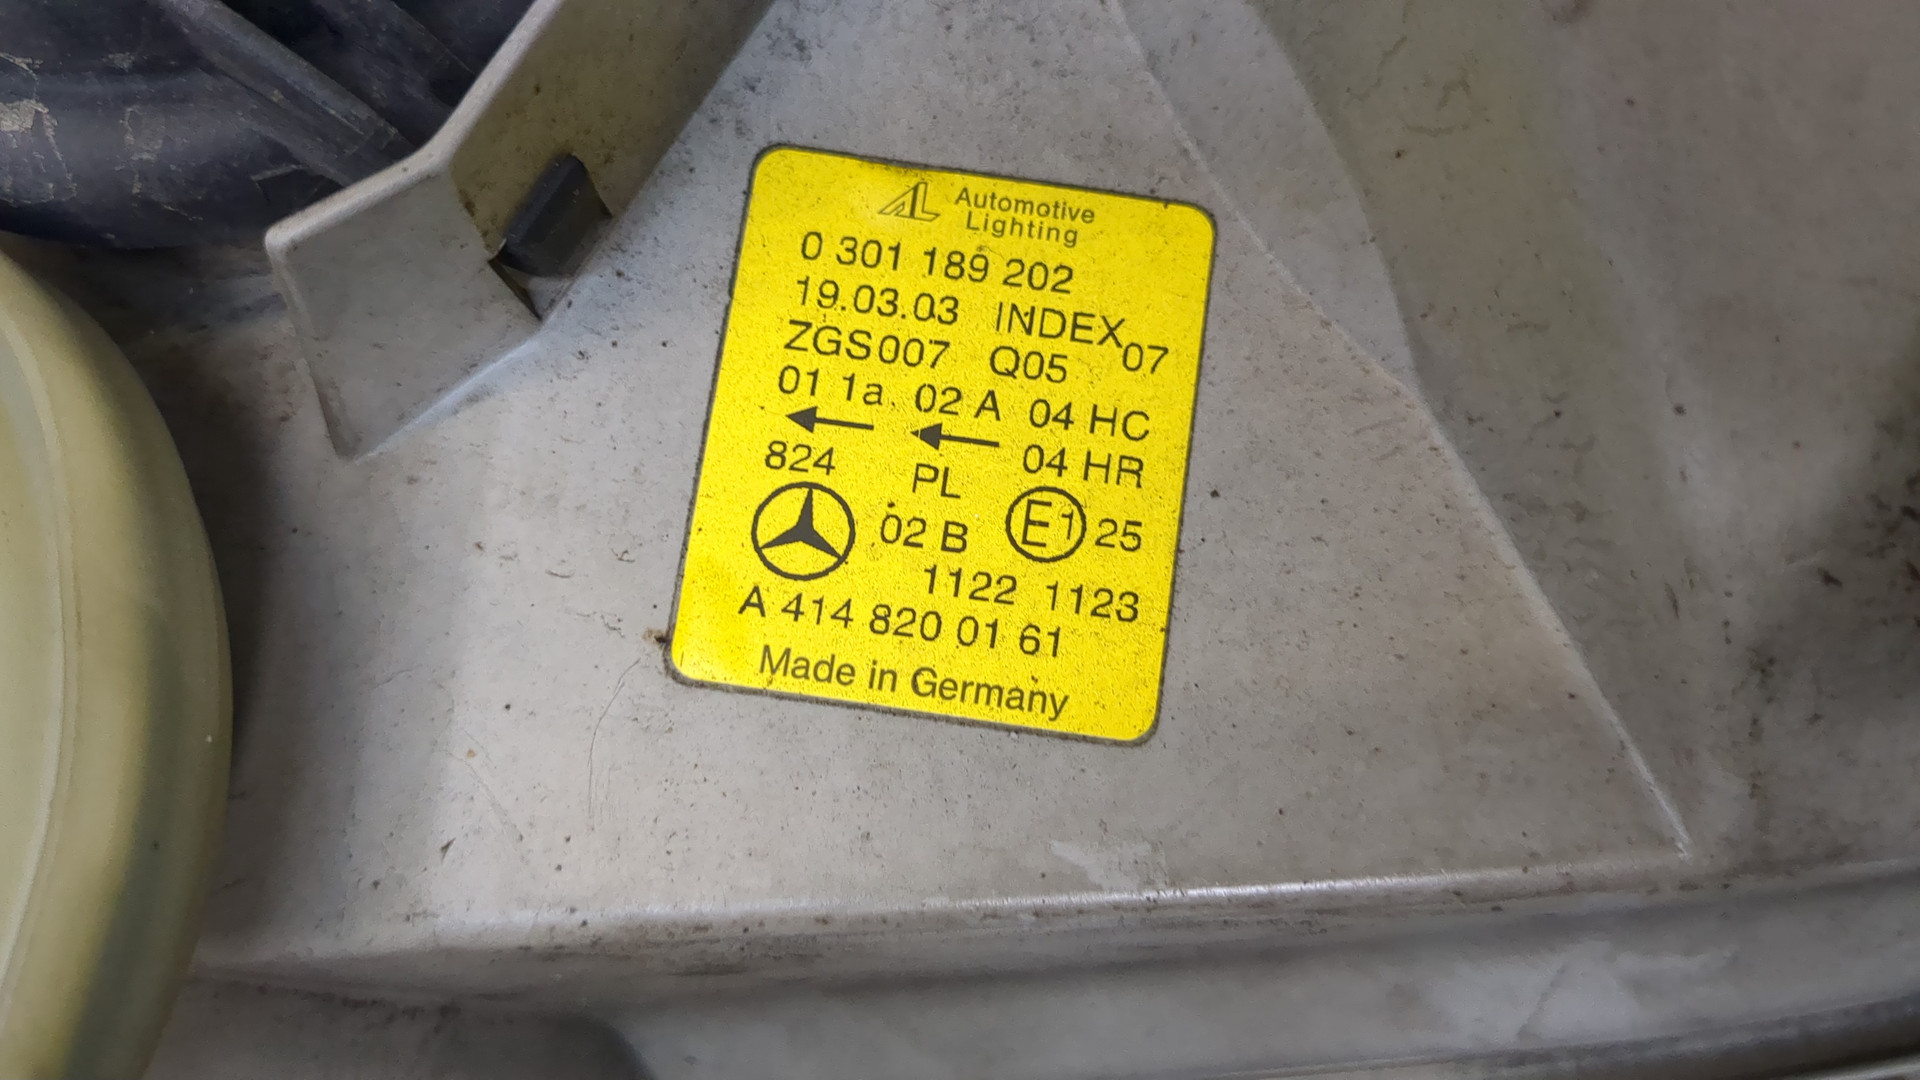 AL Automotive
Lighting
0 301 189 202
19.03.03 INDEX 07
ZGS007 Q05
01 1a 02 A 04 HC
04 HR
824 PL
02 B E1 25
1122 1123
A 414 820 01 61
Made in Germany